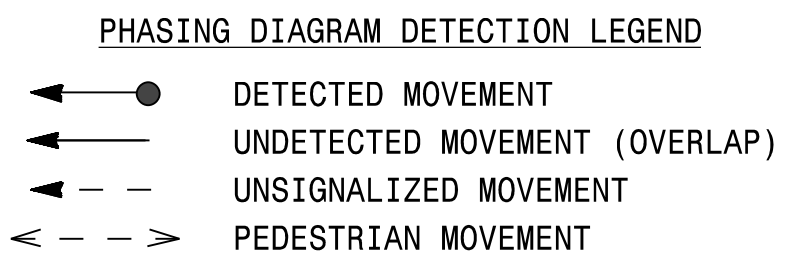 PHASING DIAGRAM DETECTION LEGEND
DETECTED MOVEMENT
UNDETECTED MOVEMENT (OVERLAP)
UNSIGNALIZED MOVEMENT
PEDESTRIAN MOVEMENT